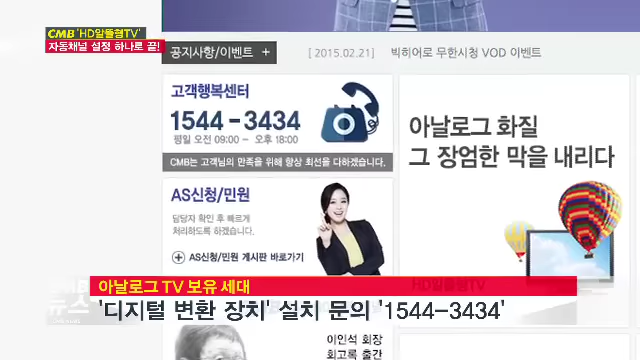 CMB 'HD알뜰형TV'
자동채널 설정 하나로 끝!
공지사항/이벤트 +
[ 2015.02.21 ] 빅히어로 무한시청 VOD 이벤트
고객행복센터
1544-3434
평일 오전 09:00 ~ 오후 18:00
CMB는 고객님의 만족을 위해 항상 최선을 다하겠습니다.
아날로그 화질
그 장엄한 막을 내리다
AS신청/민원
담당자 확인 후 빠르게
처리하도록 하겠습니다.
AS신청/민원 게시판 바로가기
HD알뜰형TV
CMB
뉴스
아날로그 TV 보유 세대
'디지털 변환 장치' 설치 문의 '1544-3434'
이인석 회장
회고록 출간